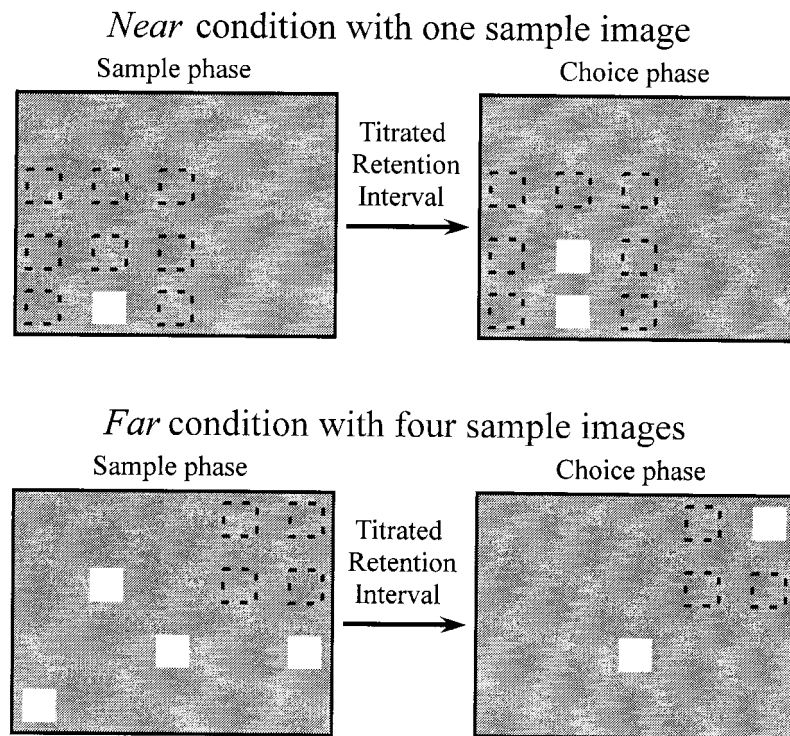 Near condition with one sample image
Sample phase
Choice phase
Titrated
Retention
Interval
Far condition with four sample images
Sample phase
Choice phase
Titrated
Retention
Interval